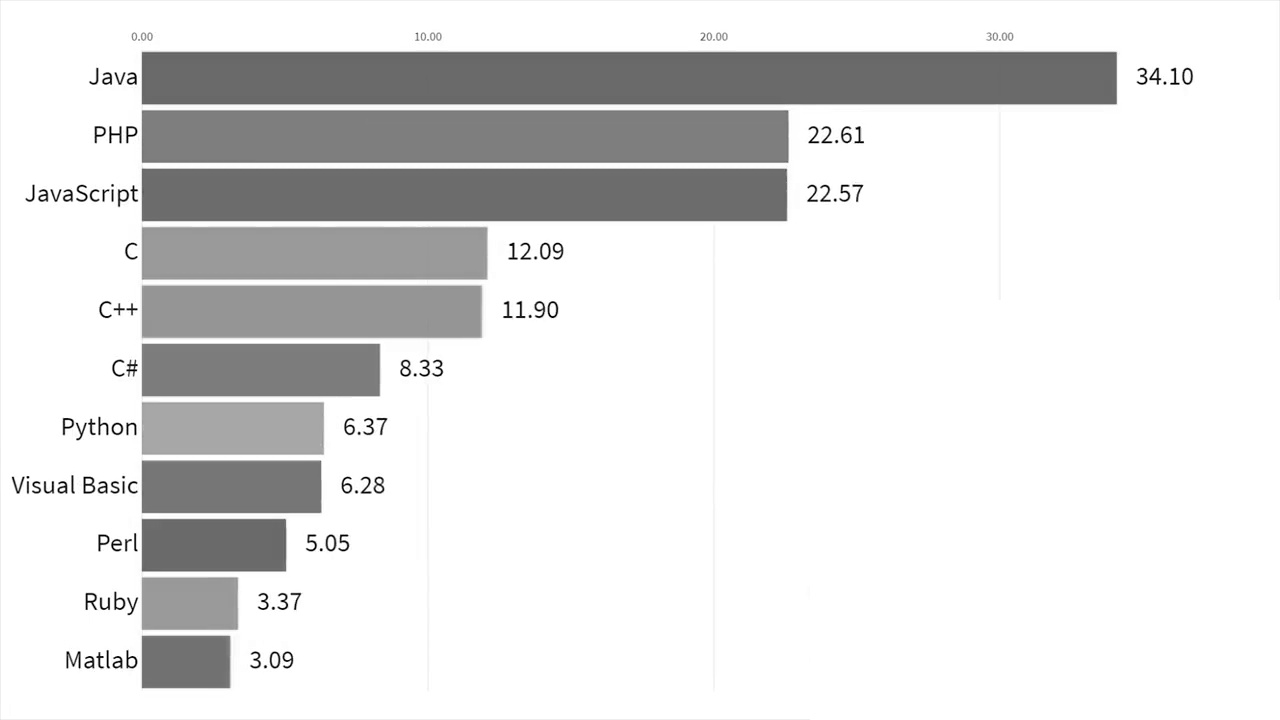 0.00 10.00 20.00 30.00
Java 34.10
PHP 22.61
JavaScript 22.57
C 12.09
C++ 11.90
C# 8.33
Python 6.37
Visual Basic 6.28
Perl 5.05
Ruby 3.37
Matlab 3.09